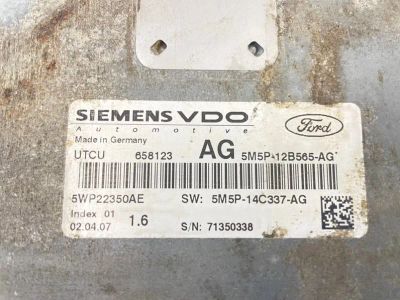 SIEMENS VDO
Automotive
Ford
Made in Germany
UTCU 658123 AG 5M5P-12B565-AG
5WP22350AE SW: 5M5P-14C337-AG
Index 01
02.04.07 1.6 S/N: 71350338